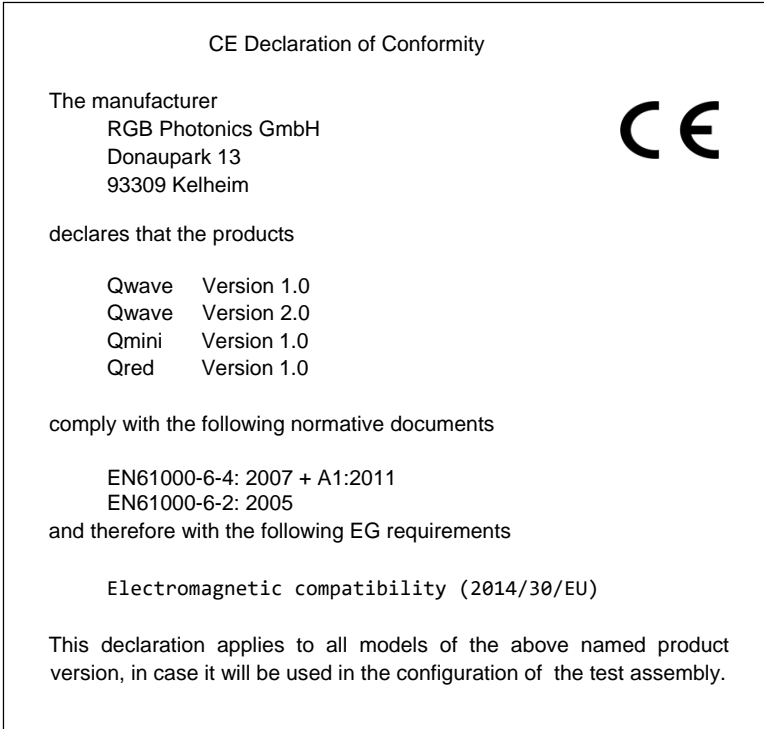 CE Declaration of Conformity
The manufacturer
CE
RGB Photonics GmbH
Donaupark 13
93309 Kelheim
declares that the products
Qwave Version 1.0
Qwave Version 2.0
Qmini Version 1.0
Qred Version 1.0
comply with the following normative documents
EN61000-6-4: 2007 + A1:2011
EN61000-6-2: 2005
and therefore with the following EG requirements
Electromagnetic compatibility (2014/30/EU)
This declaration applies to all models of the above named product
version, in case it will be used in the configuration of the test assembly.